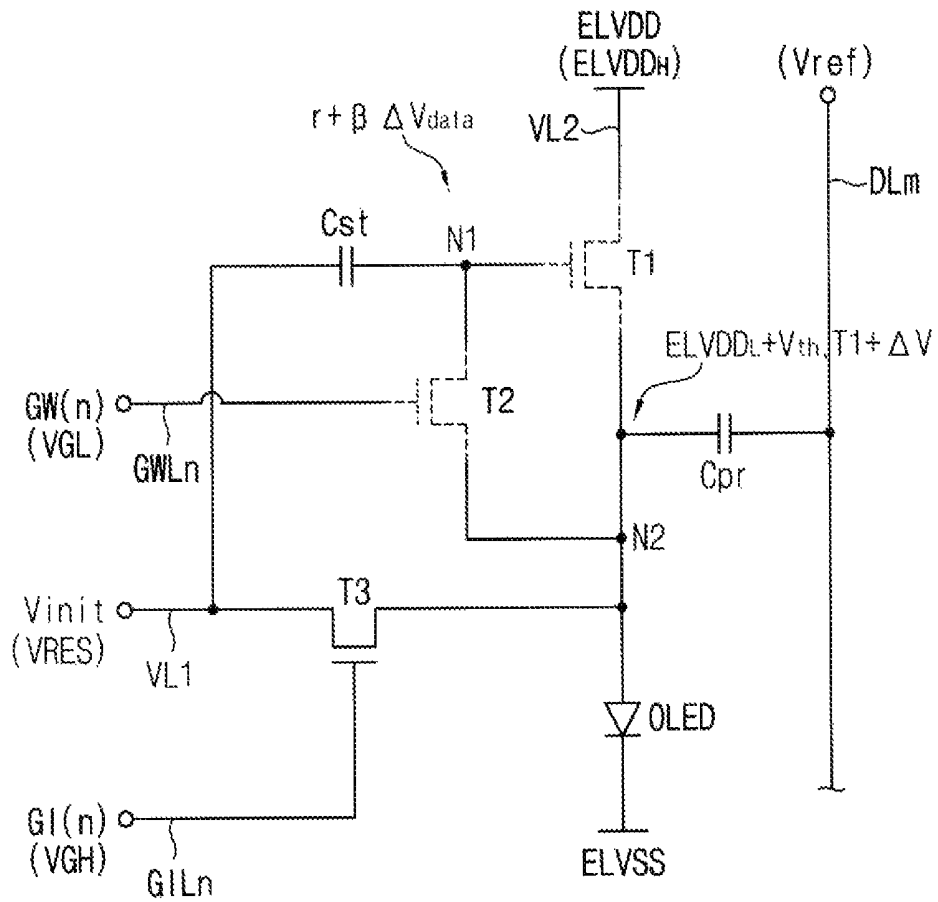 ELVDD
(ELVDDH)
(Vref)
r+ β ΔVdata
VL2
DLm
Cst
N1
T1
ELVDDL+Vth,T1+ΔV
GW(n)
(VGL)
GWLn
T2
Cpr
N2
T3
Vinit
(VRES)
VL1
OLED
GI(n)
(VGH)
GILn
ELVSS